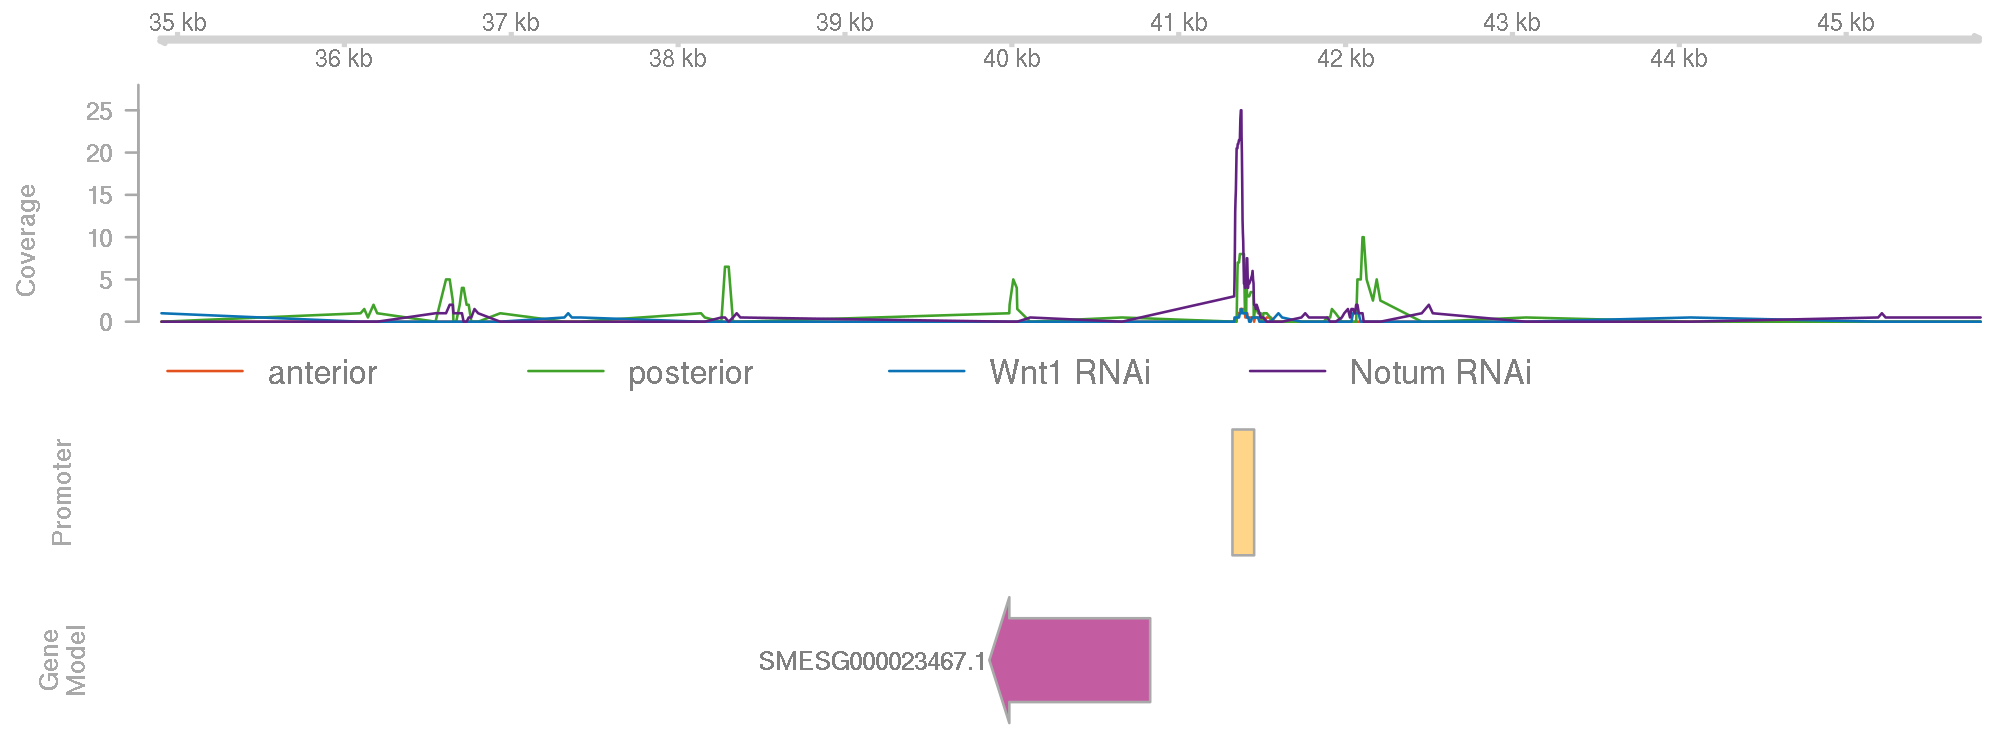 35 kb 37 kb 39 kb 41 kb 43 kb 45 kb
36 kb 38 kb 40 kb 42 kb 44 kb
Coverage
25
20
15
10
5
0
anterior posterior Wnt1 RNAi Notum RNAi
Promoter
Gene
Model
SMESG000023467.1